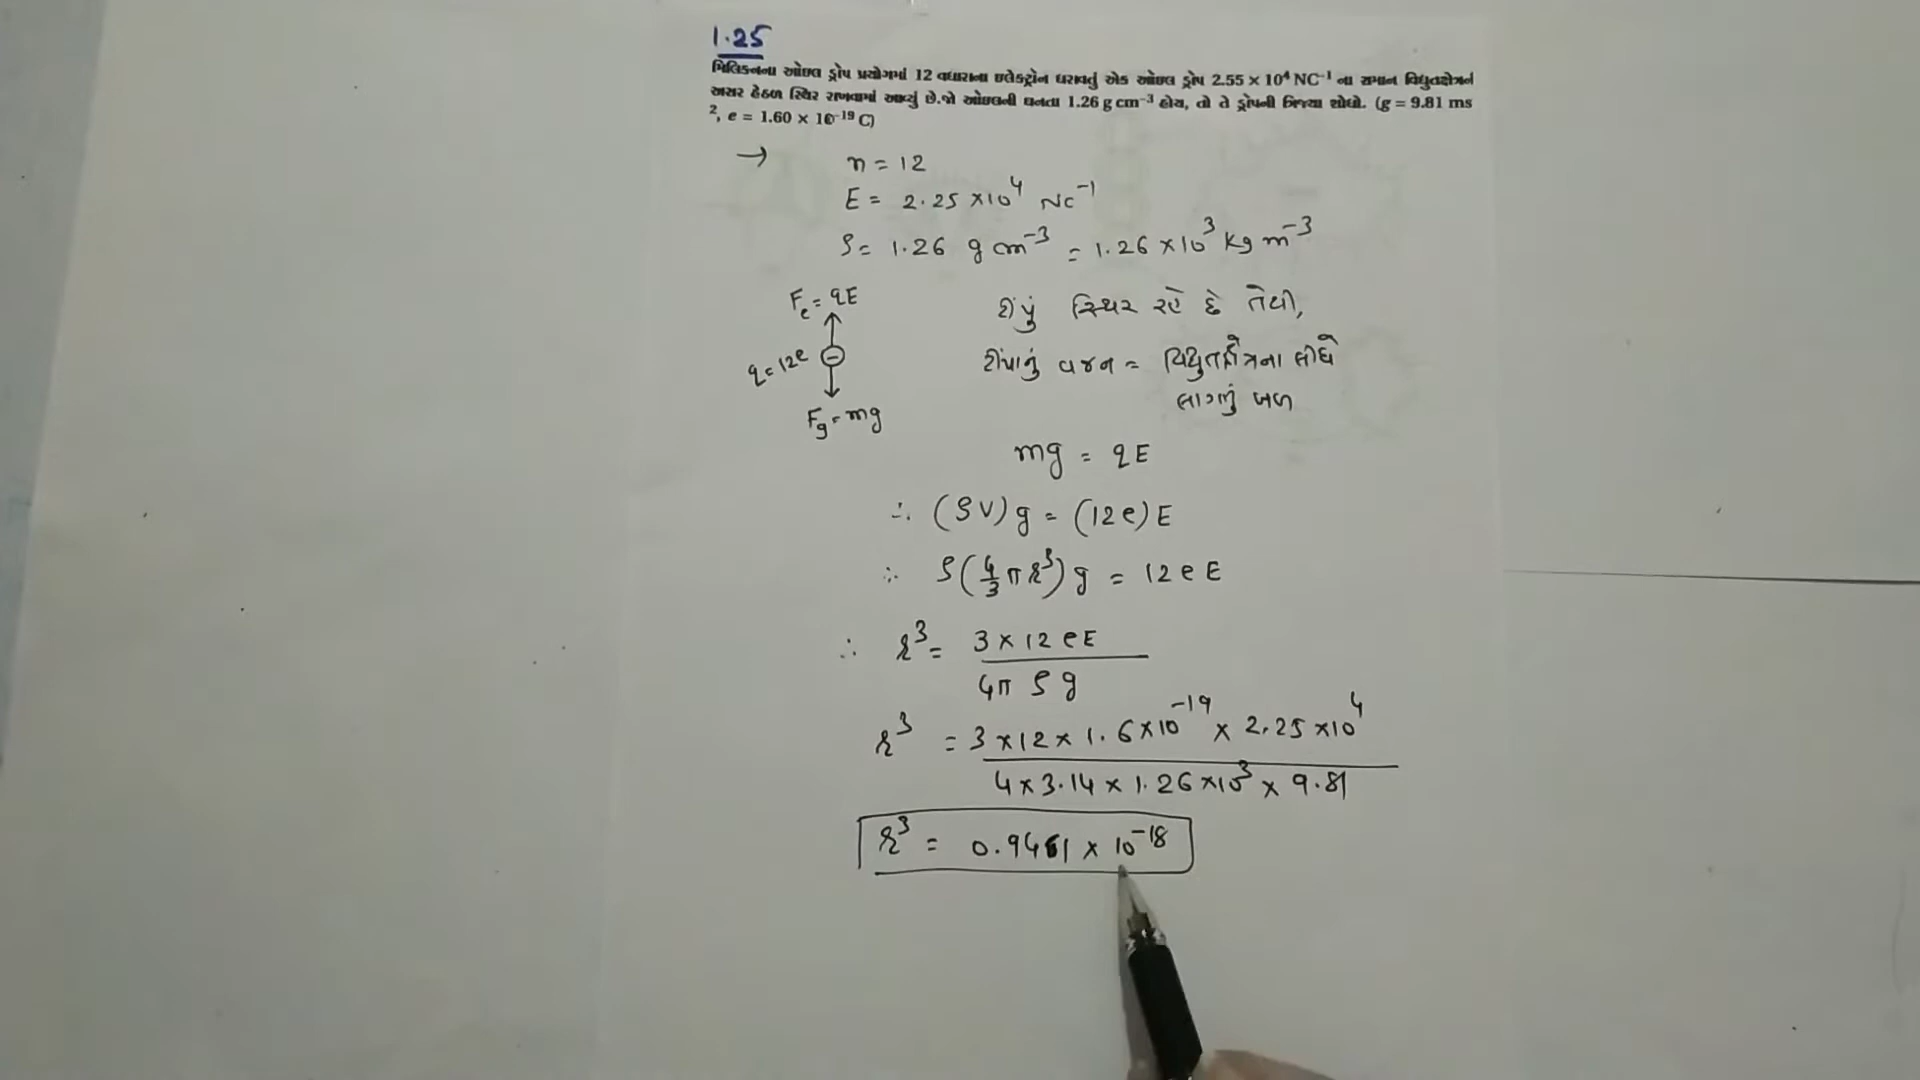 1.25
મિલિકનના ઓઇલ ડ્રોપ પ્રયોગમાં 12 વધારાના ઇલેક્ટ્રોન ધરાવતું એક ઓઇલ ડ્રોપ 2.55 × 10⁴ NC⁻¹ ના સમાન વિધુતક્ષેત્રની
અસર હેઠળ સ્થિર રાખવામાં આવ્યું છે.જો ઓઇલની ઘનતા 1.26 g cm⁻³ હોય, તો તે ડ્રોપની ત્રિજ્યા શોધો. (g = 9.81 ms
², e = 1.60 × 10⁻¹⁹ C)
→ n = 12
E = 2.25 ×10⁴ NC⁻¹
ρ = 1.26 g cm⁻³ = 1.26 ×10³ Kg m⁻³
Fe = qE
q = 12e
Fg = mg
ટીપું સ્થિર રહે છે તેથી,
ટીંપાનું વજન = વિદ્યુતક્ષેત્રના લીધે
લાગતું બળ
mg = qE
∴ (ρV)g = (12e)E
∴ ρ(4/3 πr³)g = 12eE
∴ r³ = 3 × 12 eE / 4π ρ g
r³ = 3 ×12 × 1.6×10⁻¹⁹ × 2.25 ×10⁴ / 4 × 3.14 × 1.26 ×10³ × 9.81
r³ = 0.9461 × 10⁻¹⁸